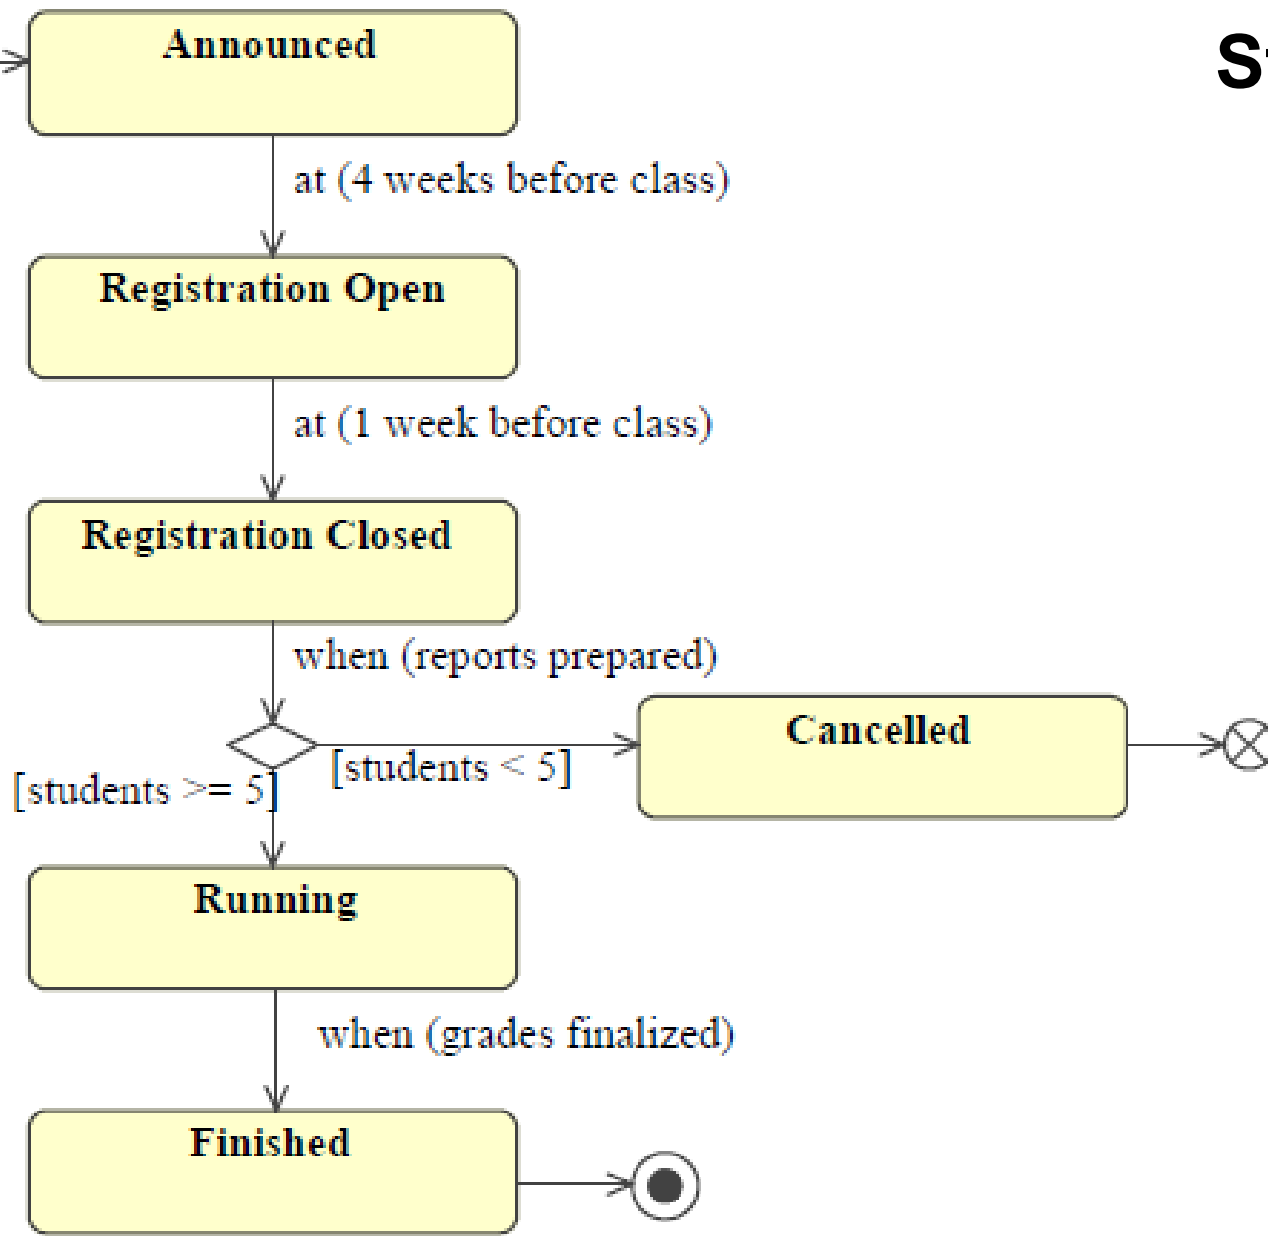 Announced
at (4 weeks before class)
Registration Open
at (1 week before class)
Registration Closed
when (reports prepared)
Cancelled
[students < 5]
[students >= 5]
Running
when (grades finalized)
Finished